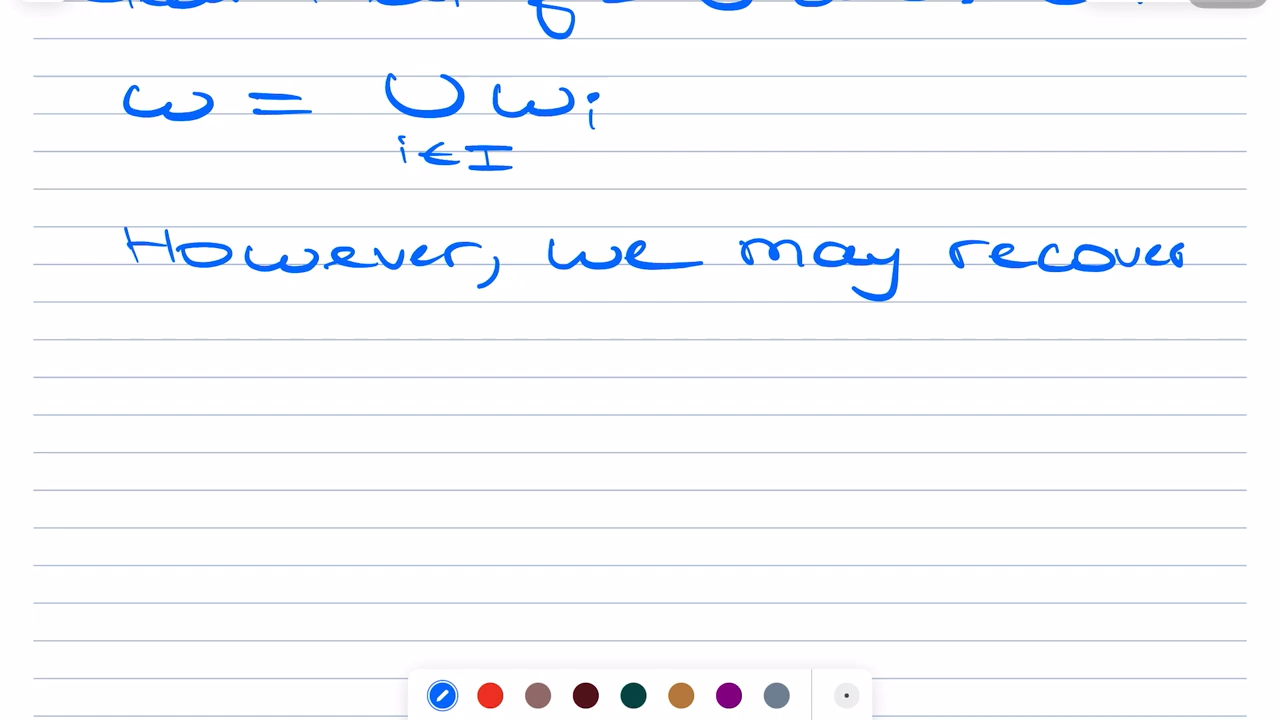 ω = ∪ ωi
i ∈ I
However, we may recover